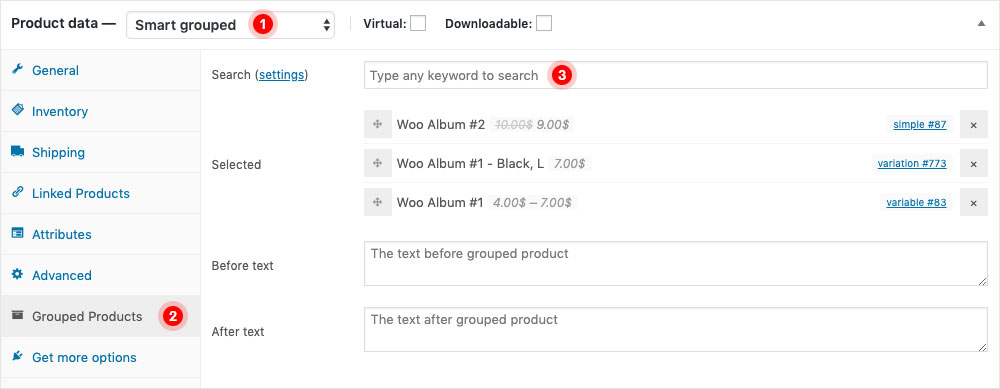 Product data — Smart grouped 1 Virtual: Downloadable:
General
Inventory
Shipping
Linked Products
Attributes
Advanced
Grouped Products 2
Get more options
Search (settings) Type any keyword to search 3
Selected
Woo Album #2 10.00$ 9.00$ simple #87 ×
Woo Album #1 - Black, L 7.00$ variation #773 ×
Woo Album #1 4.00$ – 7.00$ variable #83 ×
Before text The text before grouped product
After text The text after grouped product